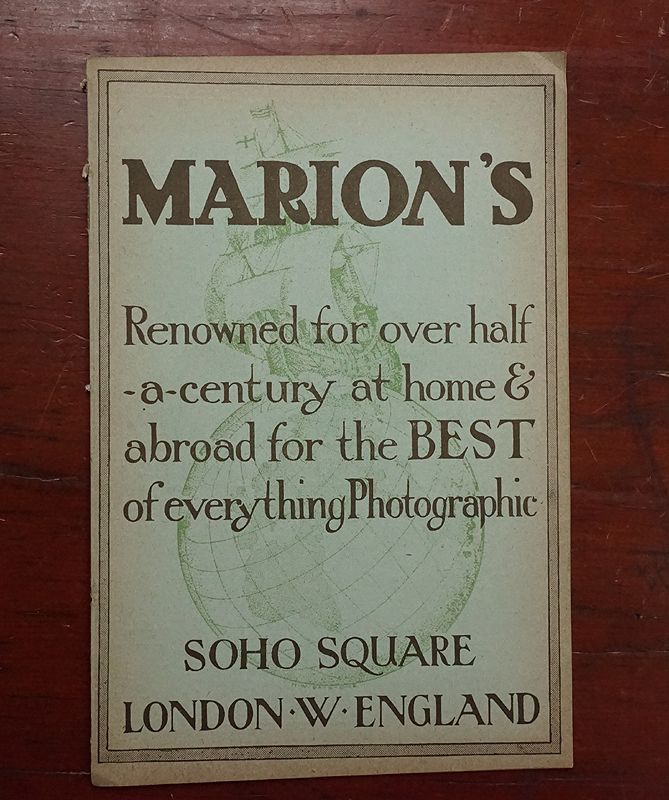 MARION'S
Renowned for over half
-a-century at home &
abroad for the BEST
of everything Photographic
SOHO SQUARE
LONDON·W·ENGLAND